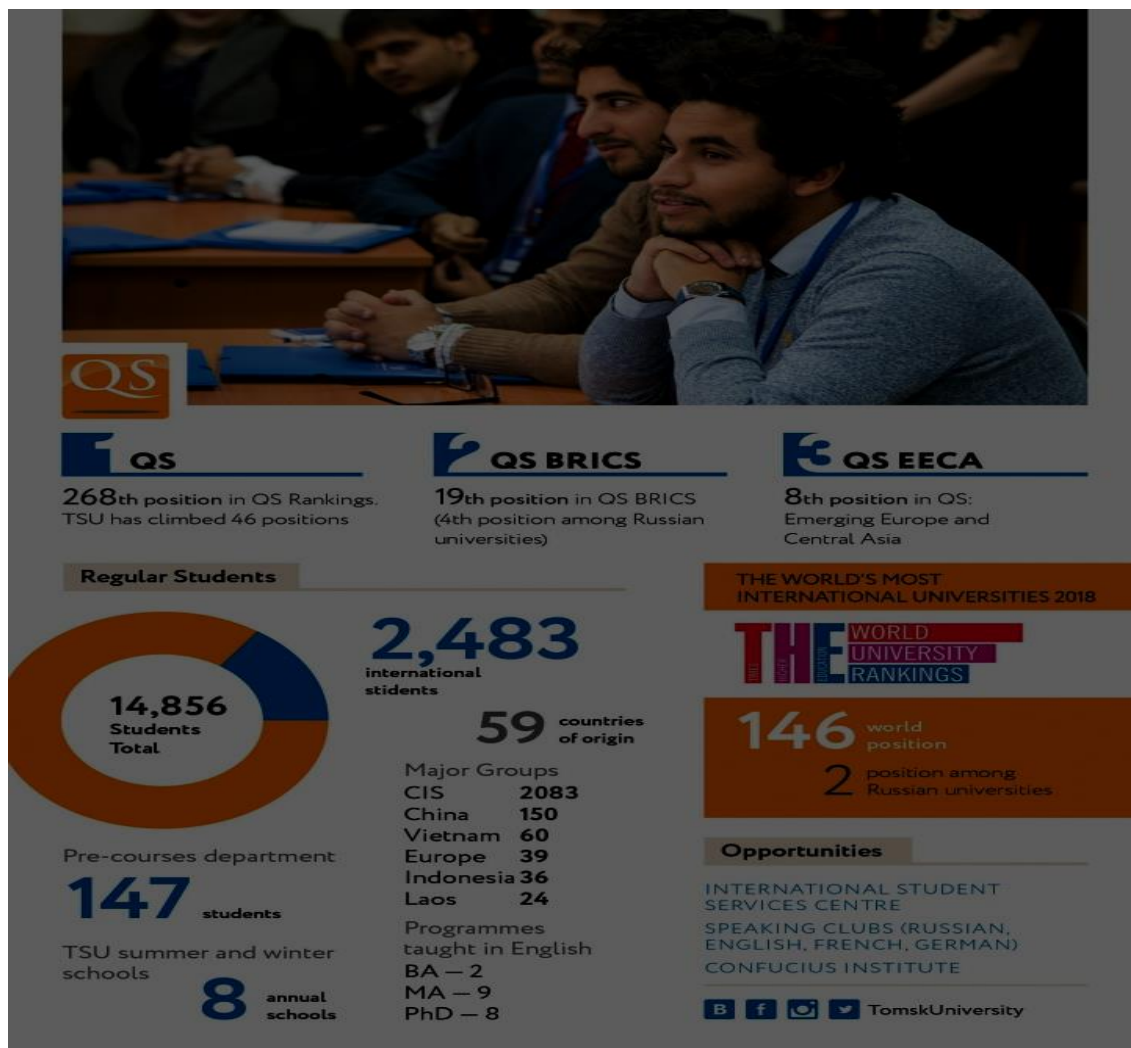 QS
1 QS
268th position in QS Rankings.
TSU has climbed 46 positions
2 QS BRICS
19th position in QS BRICS
(4th position among Russian
universities)
3 QS EECA
8th position in QS:
Emerging Europe and
Central Asia
Regular Students
14,856
Students
Total
2,483
international
stidents
59 countries
of origin
Major Groups
CIS 2083
China 150
Vietnam 60
Europe 39
Indonesia 36
Laos 24
Programmes
taught in English
BA – 2
MA – 9
PhD – 8
Pre-courses department
147 students
TSU summer and winter
schools
8 annual
schools
THE WORLD'S MOST
INTERNATIONAL UNIVERSITIES 2018
THE
TIMES HIGHER EDUCATION
WORLD
UNIVERSITY
RANKINGS
146 world
position
2 position among
Russian universities
Opportunities
INTERNATIONAL STUDENT
SERVICES CENTRE
SPEAKING CLUBS (RUSSIAN,
ENGLISH, FRENCH, GERMAN)
CONFUCIUS INSTITUTE
B f TomskUniversity